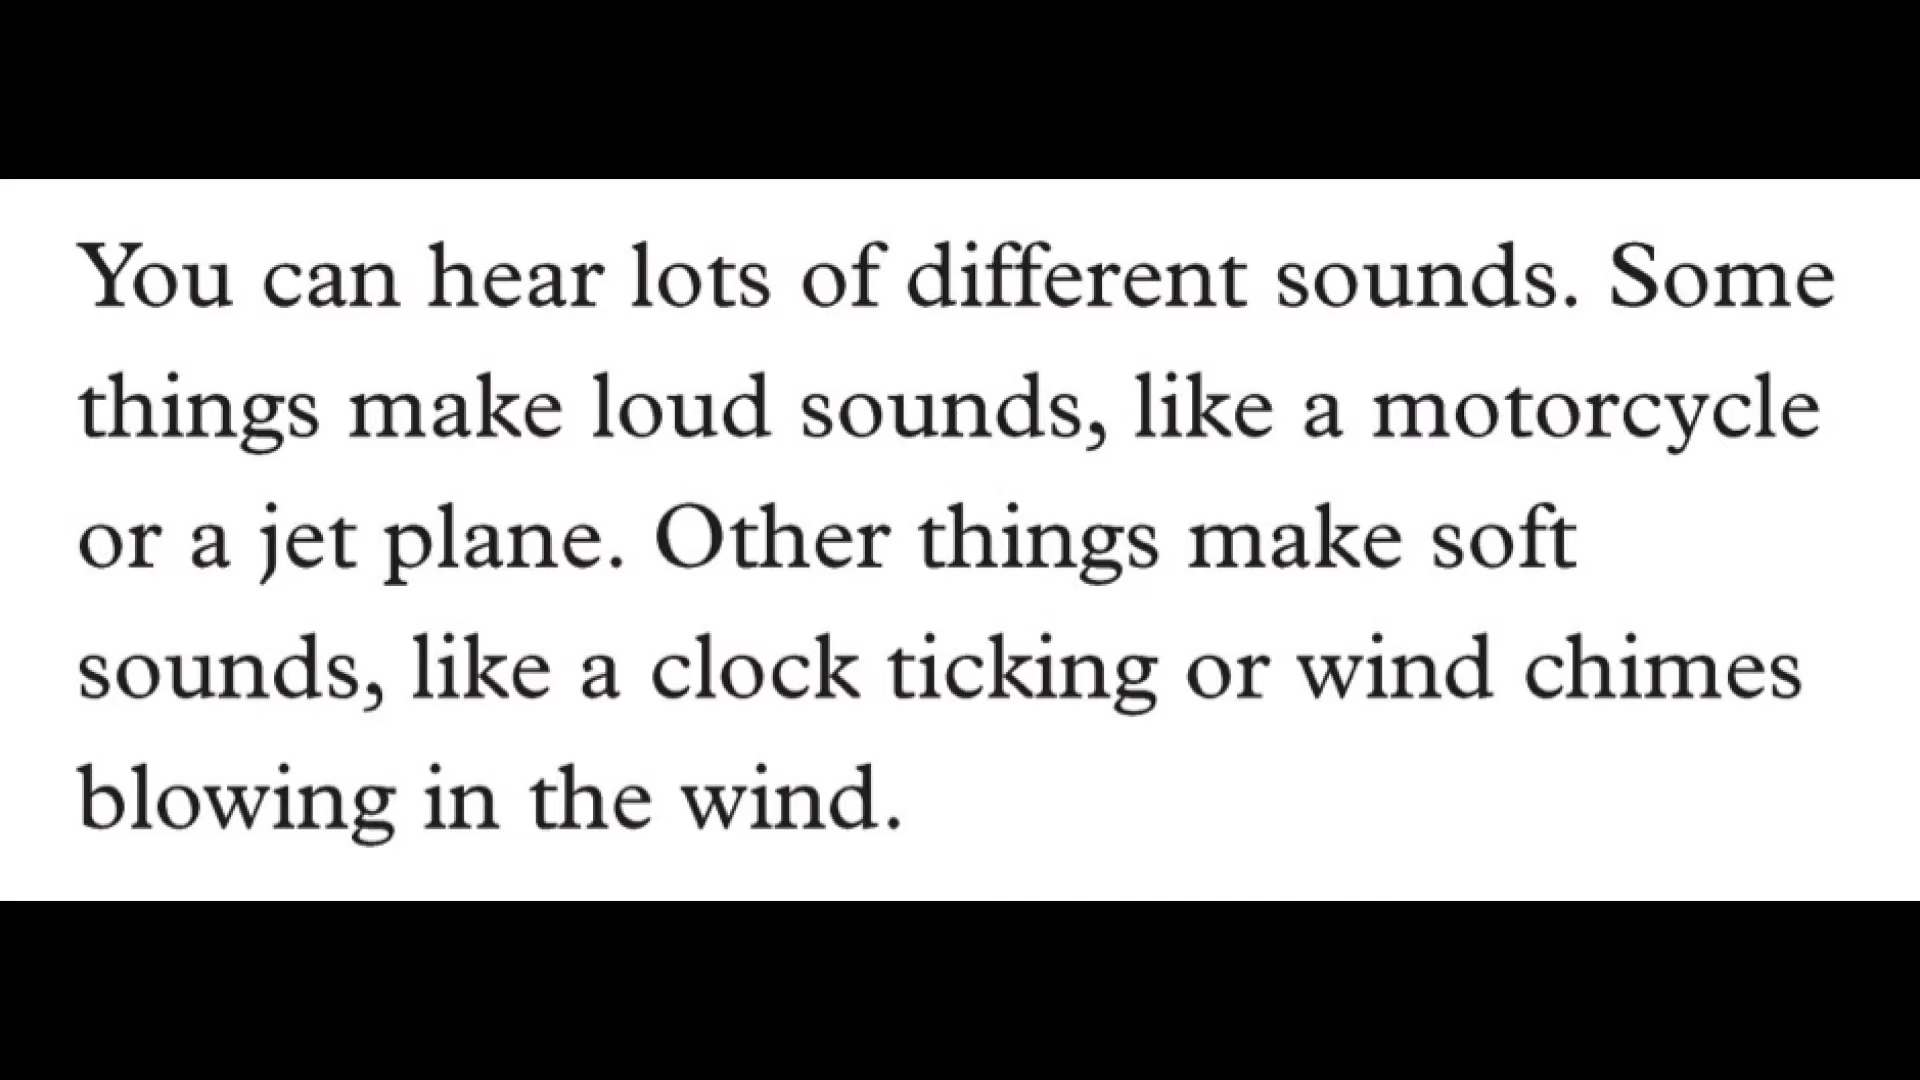 You can hear lots of different sounds. Some
things make loud sounds, like a motorcycle
or a jet plane. Other things make soft
sounds, like a clock ticking or wind chimes
blowing in the wind.